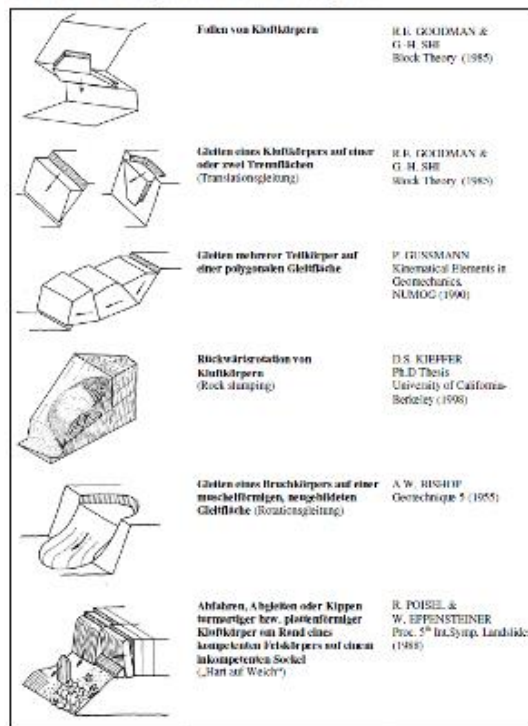 Fallen von Kluftkörpern
R.E. GOODMAN &
G.-H. SHI
Block Theory (1985)
Gleiten eines Kluftkörpers auf einer
oder zwei Trennflächen
(Translationsgleitung)
R.E. GOODMAN &
G. H. SHI
Block Theory (1985)
Gleiten mehrerer Teilkörper auf
einer polygonalen Gleitfläche
P. GUSSMANN
Kinematical Elements in
Geomechanics,
NUMOG (1990)
Rückwärtsrotation von
Kluftkörpern
(Rock slumping)
D.S. KIEFFER
Ph.D Thesis
University of California-
Berkeley (1998)
Gleiten eines Bruchkörpers auf einer
muschelförmigen, neugebildeten
Gleitfläche (Rotationsgleitung)
A.W. BISHOP
Geotechnique 5 (1955)
Abfahren, Abgleiten oder Kippen
turmartiger bzw. plattenförmiger
Kluftkörper am Rand eines
kompetenten Felskörpers auf einem
inkompetenten Sockel
(„Hart auf Weich“)
R. POISEL &
W. EPPENSTEINER
Proc. 5th Int.Symp. Landslides
(1988)